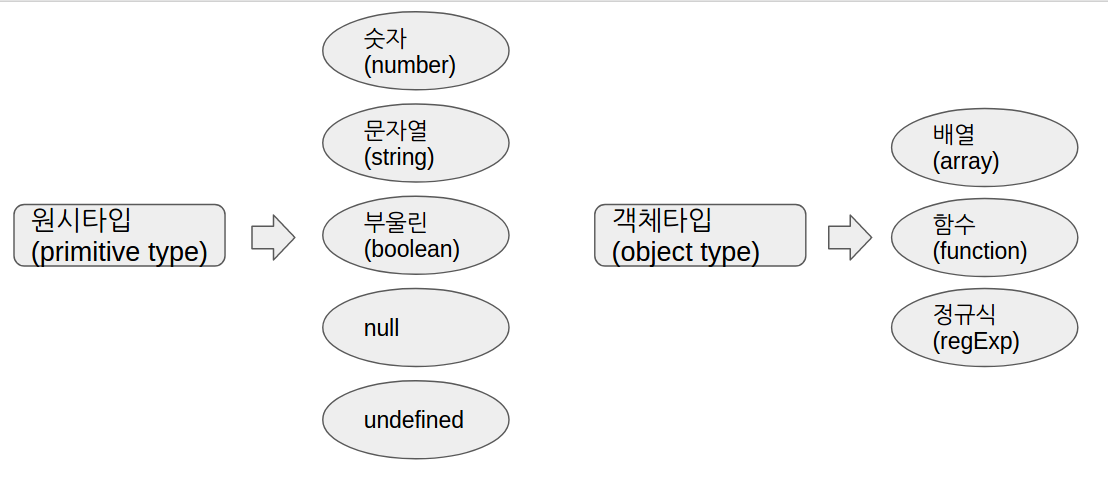 원시타입
(primitive type)
숫자
(number)
문자열
(string)
부울린
(boolean)
null
undefined
객체타입
(object type)
배열
(array)
함수
(function)
정규식
(regExp)